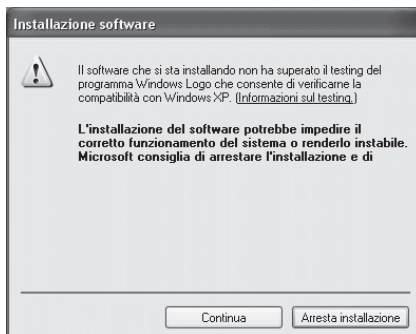 Installazione software
Il software che si sta installando non ha superato il testing del
programma Windows Logo che consente di verificarne la
compatibilità con Windows XP. (Informazioni sul testing.)
L'installazione del software potrebbe impedire il
corretto funzionamento del sistema o renderlo instabile.
Microsoft consiglia di arrestare l'installazione e di
Continua
Arresta installazione